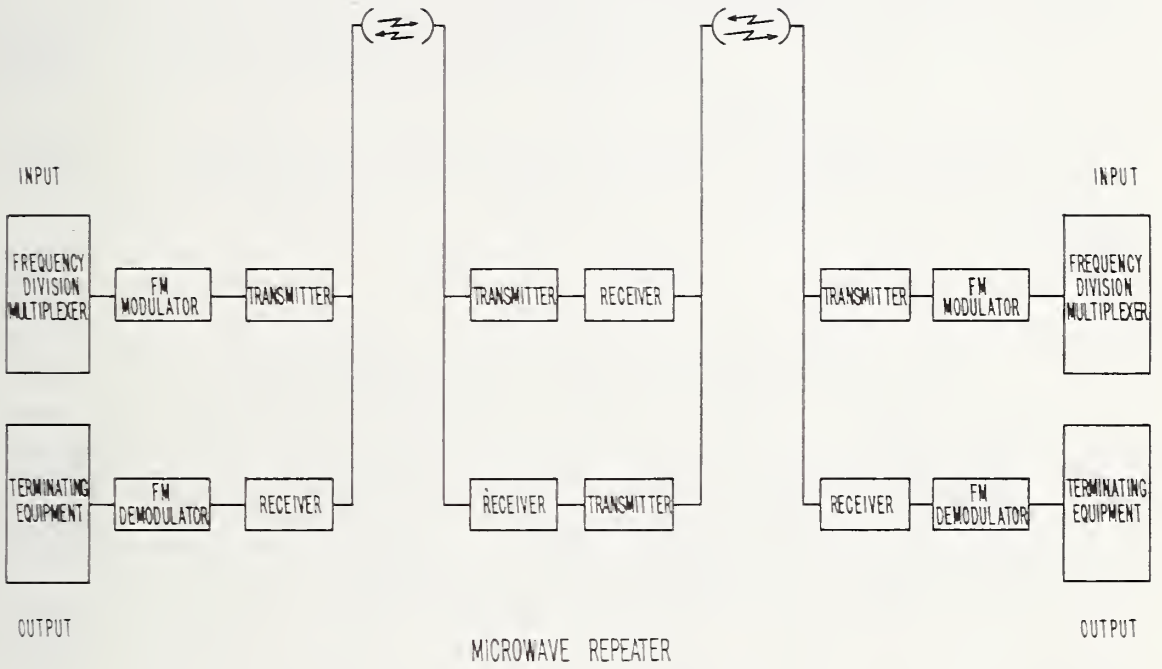 INPUT
INPUT
FREQUENCY
DIVISION
MULTIPLEXER
FM
MODULATOR
TRANSMITTER
TRANSMITTER
RECEIVER
TRANSMITTER
FM
MODULATOR
FREQUENCY
DIVISION
MULTIPLEXER
TERMINATING
EQUIPMENT
FM
DEMODULATOR
RECEIVER
RECEIVER
TRANSMITTER
RECEIVER
FM
DEMODULATOR
TERMINATING
EQUIPMENT
OUTPUT
OUTPUT
MICROWAVE REPEATER